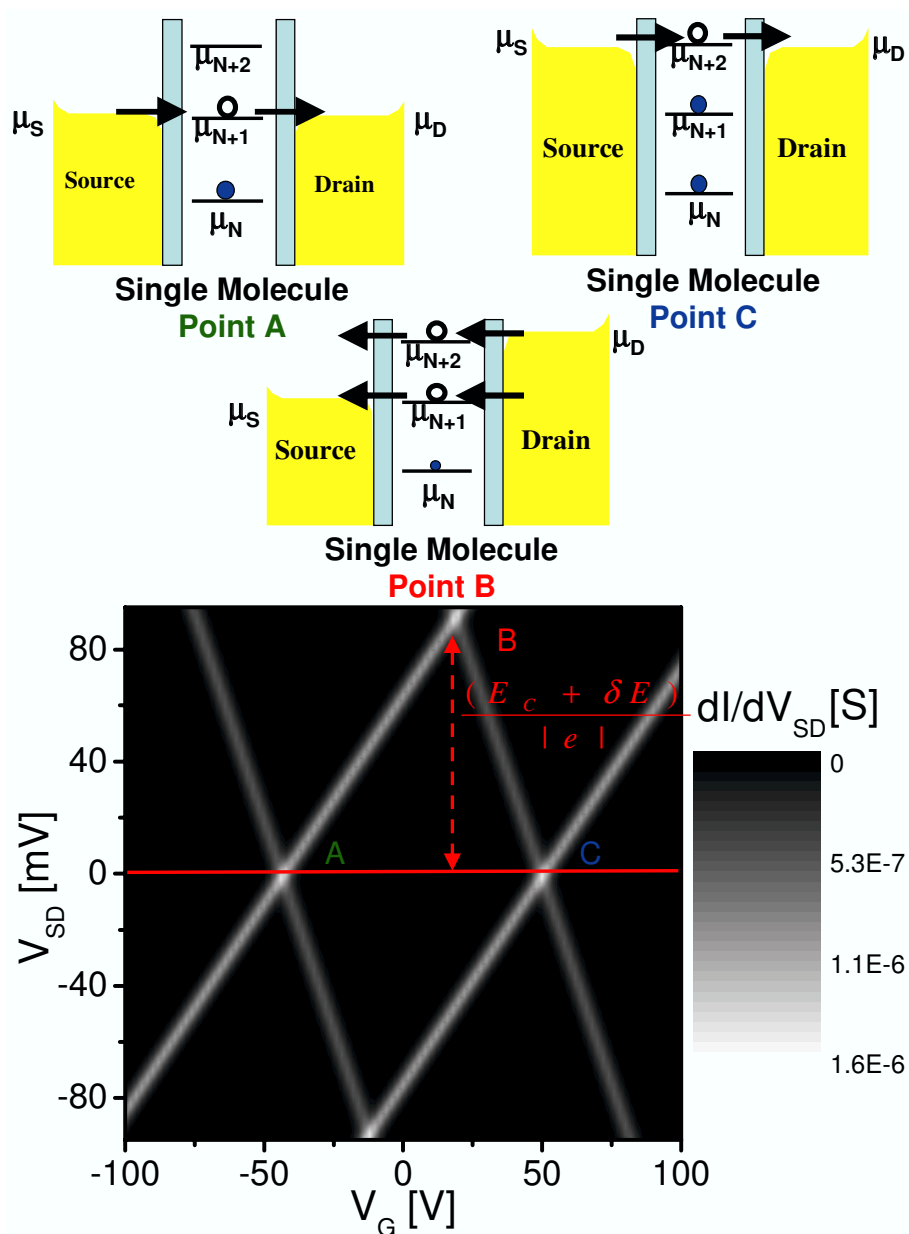 μN+2
μS
μN+1
μD
Source
Drain
μN
Single Molecule
Point A
μS
μN+2
μD
μN+1
Source
Drain
μN
Single Molecule
Point C
μN+2
μD
μS
μN+1
Source
Drain
μN
Single Molecule
Point B
B
(E C + δE)
| e |
A
C
80
40
0
-40
-80
VSD [mV]
-100
-50
0
50
100
VG [V]
dI/dVSD[S]
0
5.3E-7
1.1E-6
1.6E-6